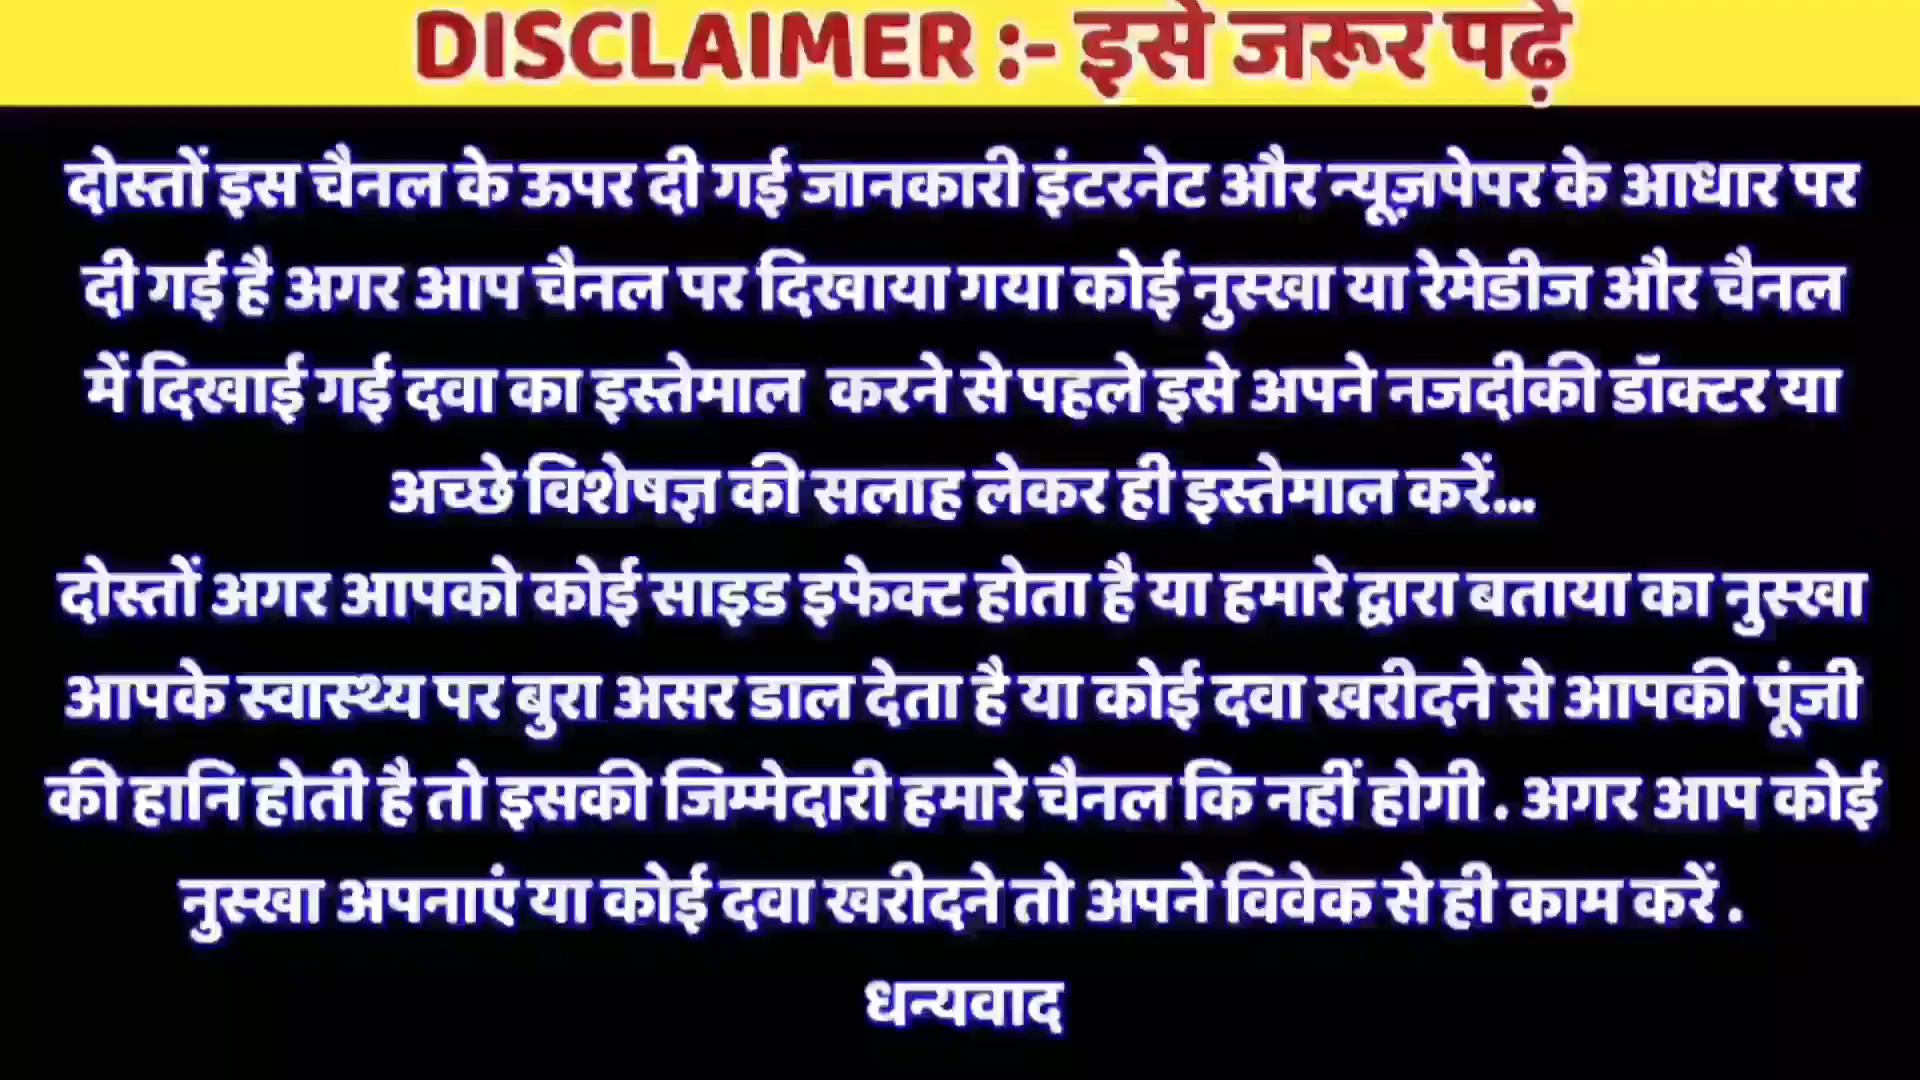 DISCLAIMER :- इसे जरूर पढ़े
दोस्तों इस चैनल के ऊपर दी गई जानकारी इंटरनेट और न्यूज़पेपर के आधार पर
दी गई है अगर आप चैनल पर दिखाया गया कोई नुस्खा या रेमेडीज और चैनल
में दिखाई गई दवा का इस्तेमाल करने से पहले इसे अपने नजदीकी डॉक्टर या
अच्छे विशेषज्ञ की सलाह लेकर ही इस्तेमाल करें...
दोस्तों अगर आपको कोई साइड इफेक्ट होता है या हमारे द्वारा बताया का नुस्खा
आपके स्वास्थ्य पर बुरा असर डाल देता है या कोई दवा खरीदने से आपकी पूंजी
की हानि होती है तो इसकी जिम्मेदारी हमारे चैनल कि नहीं होगी . अगर आप कोई
नुस्खा अपनाएं या कोई दवा खरीदने तो अपने विवेक से ही काम करें .
धन्यवाद